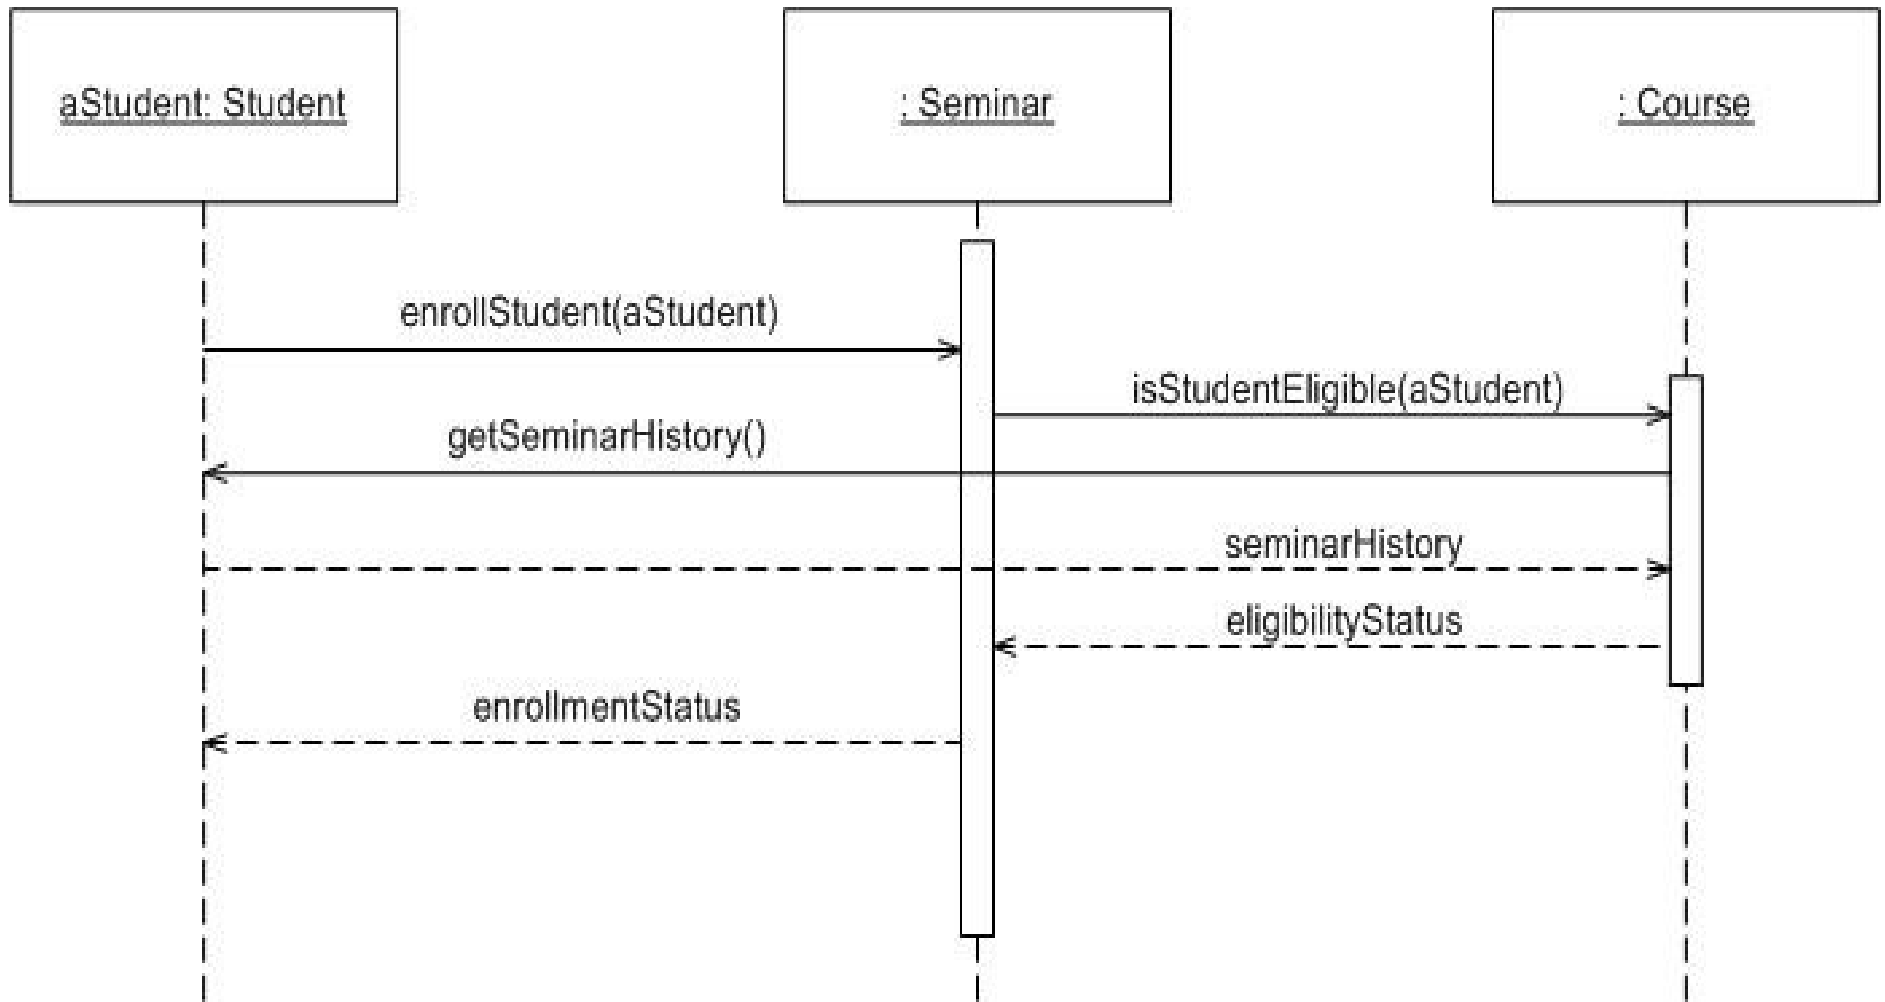 aStudent: Student
: Seminar
: Course
enrollStudent(aStudent)
isStudentEligible(aStudent)
getSeminarHistory()
seminarHistory
eligibilityStatus
enrollmentStatus